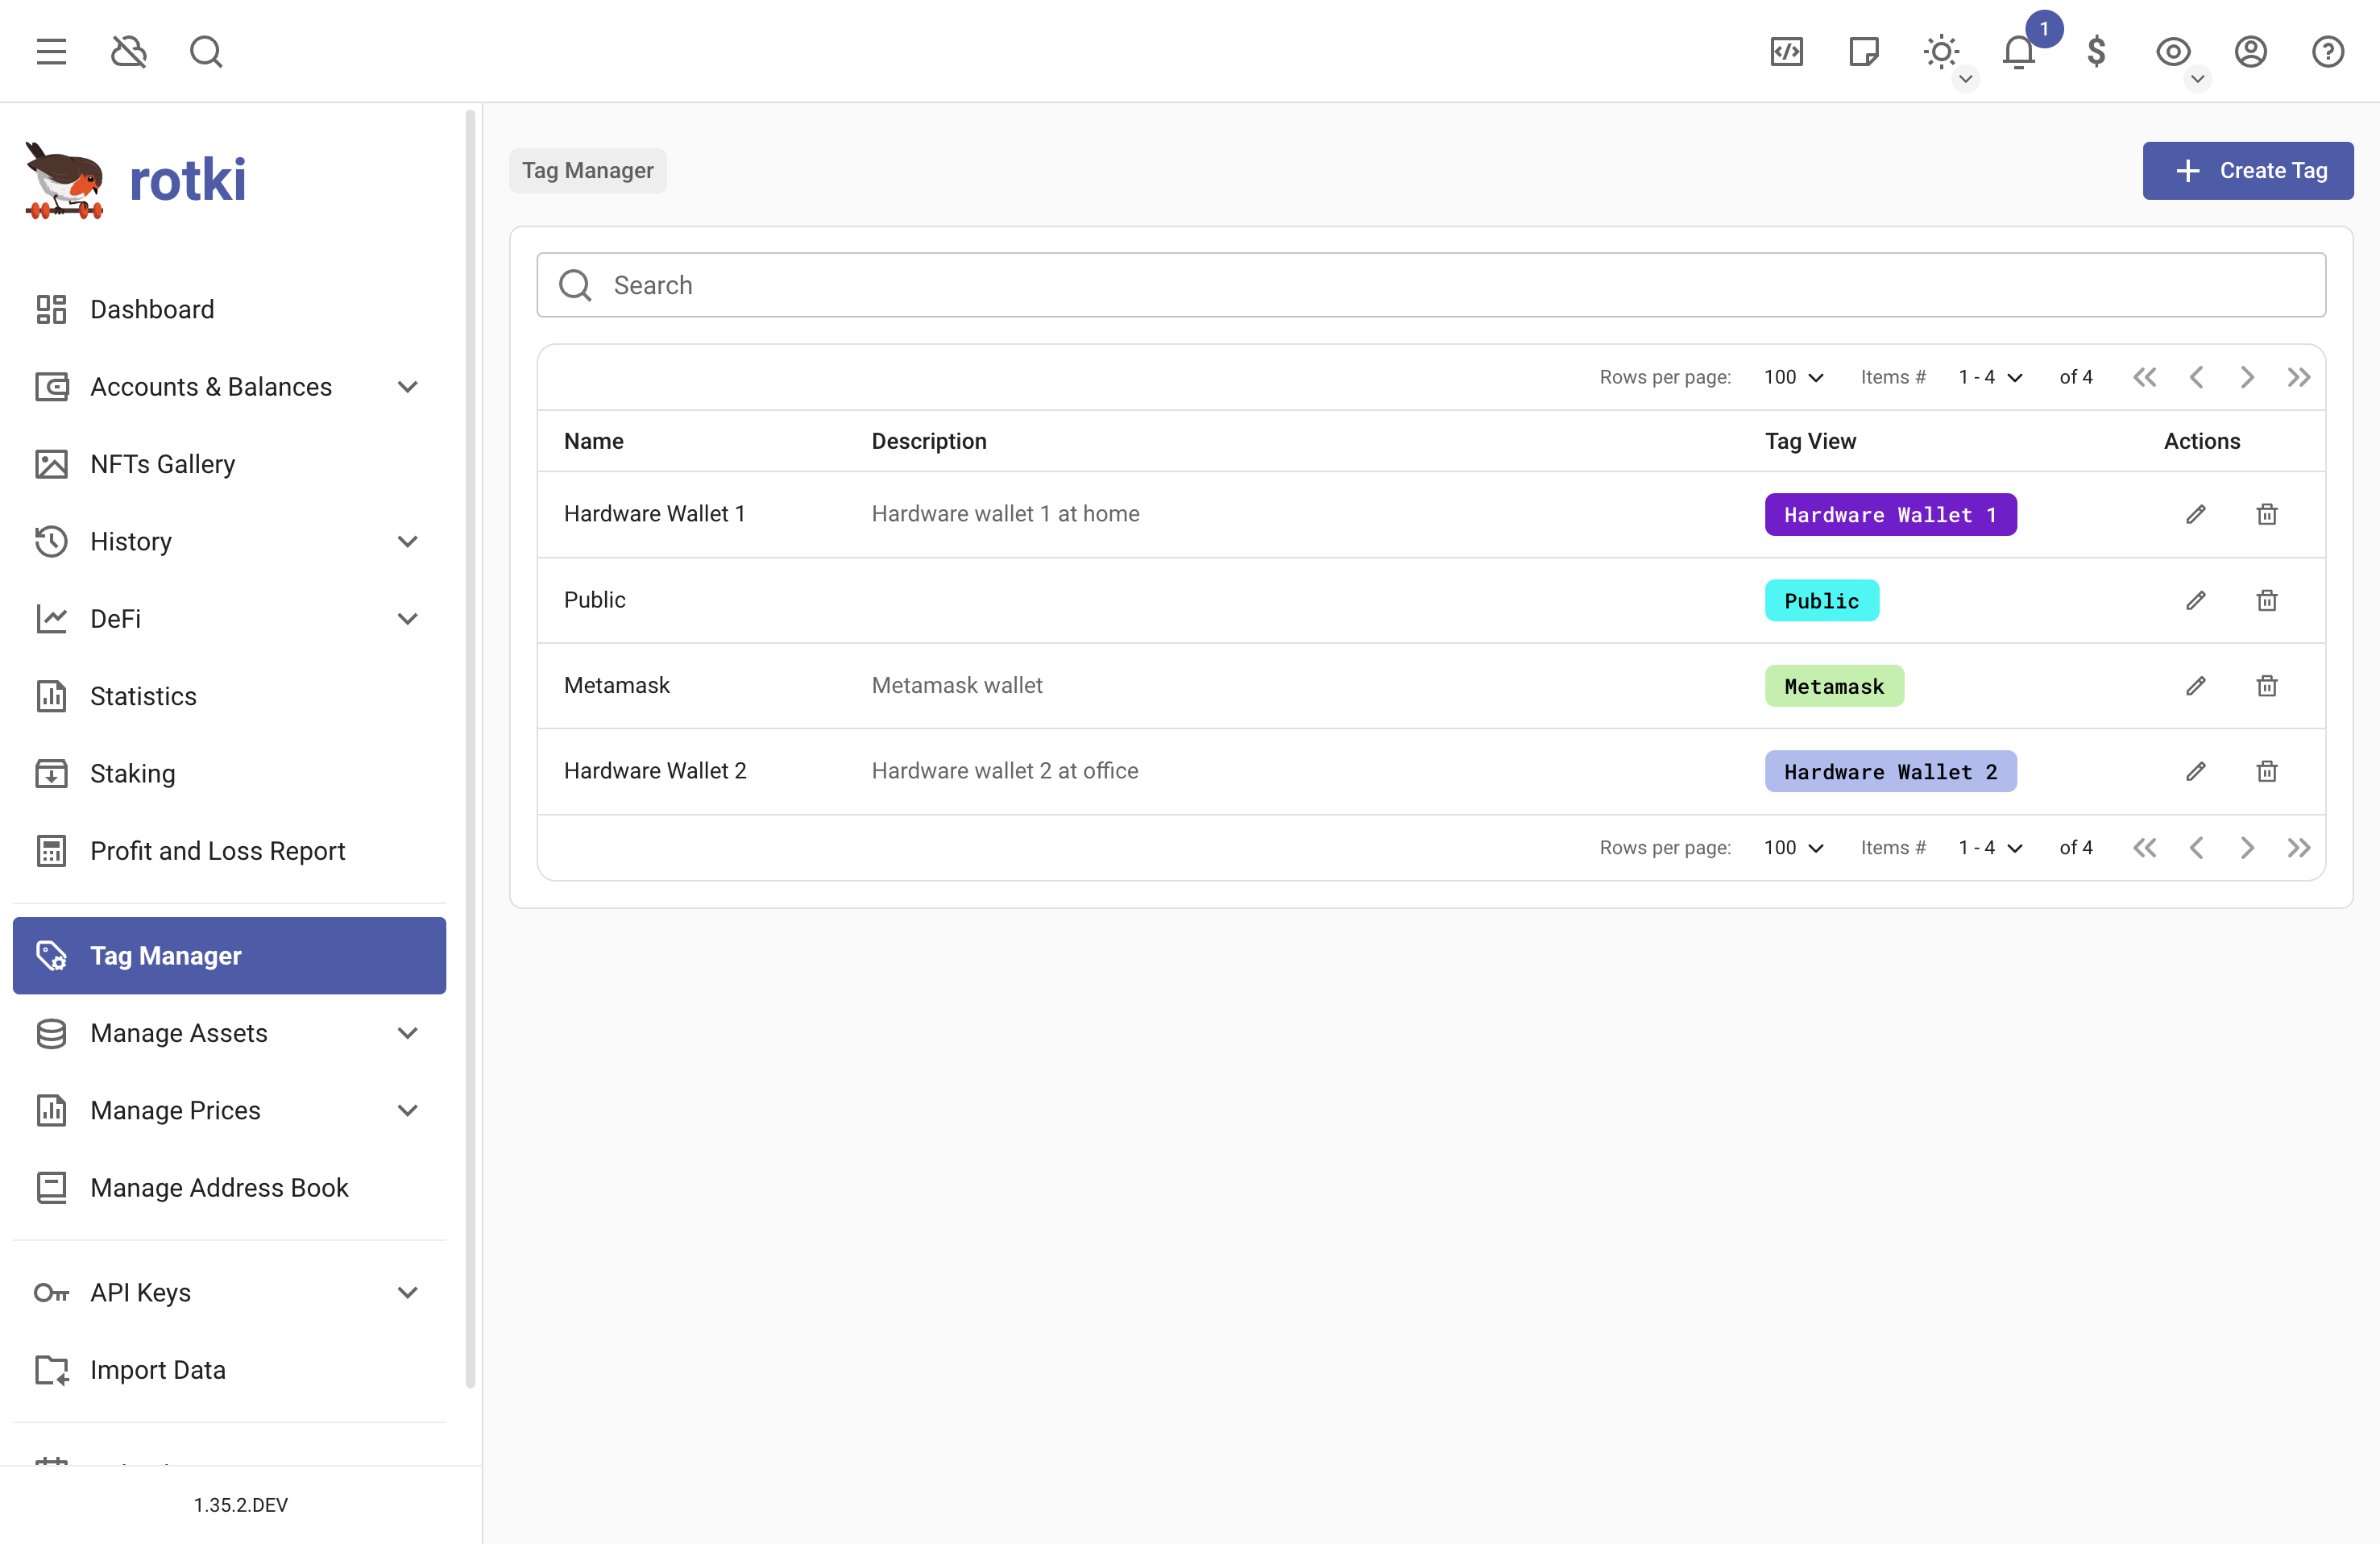 1
rotki
Tag Manager
Create Tag
Search
Dashboard
Accounts & Balances
NFTs Gallery
History
DeFi
Statistics
Staking
Profit and Loss Report
Tag Manager
Manage Assets
Manage Prices
Manage Address Book
API Keys
Import Data
1.35.2.DEV
Rows per page: 100 Items # 1 - 4 of 4
Name Description Tag View Actions
Hardware Wallet 1 Hardware wallet 1 at home Hardware Wallet 1
Public Public
Metamask Metamask wallet Metamask
Hardware Wallet 2 Hardware wallet 2 at office Hardware Wallet 2
Rows per page: 100 Items # 1 - 4 of 4